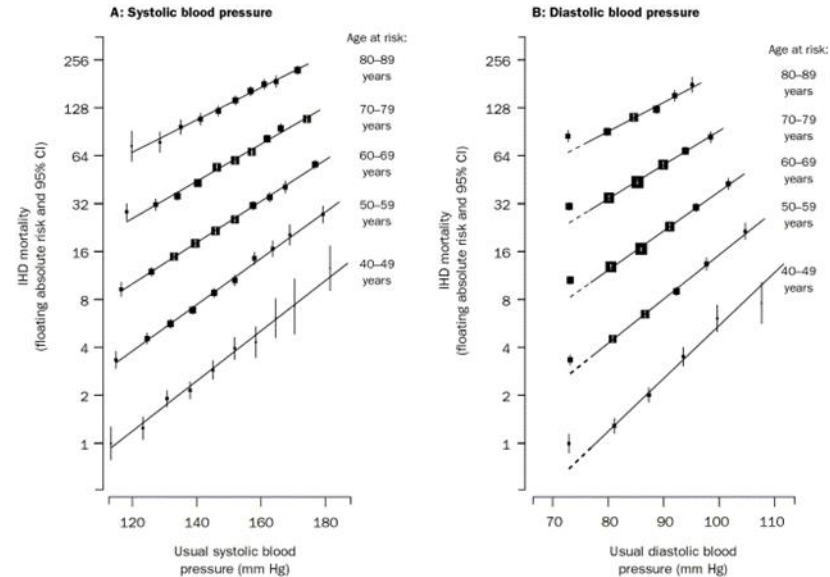 A: Systolic blood pressure
Age at risk:
IHD mortality
(floating absolute risk and 95% CI)
256
128
64
32
16
8
4
2
1
80–89
years
70–79
years
60–69
years
50–59
years
40–49
years
120
140
160
180
Usual systolic blood
pressure (mm Hg)
B: Diastolic blood pressure
Age at risk:
IHD mortality
(floating absolute risk and 95% CI)
256
128
64
32
16
8
4
2
1
80–89
years
70–79
years
60–69
years
50–59
years
40–49
years
70
80
90
100
110
Usual diastolic blood
pressure (mm Hg)